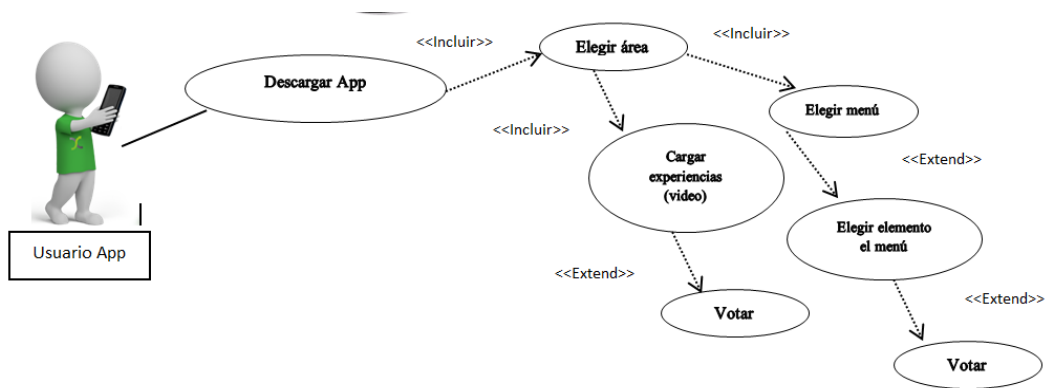 <<Incluir>>
Elegir área
<<Incluir>>
Descargar App
Elegir menú
<<Incluir>>
Cargar
experiencias
(video)
<<Extend>>
Elegir elemento
el menú
Usuario App
<<Extend>>
<<Extend>>
Votar
Votar